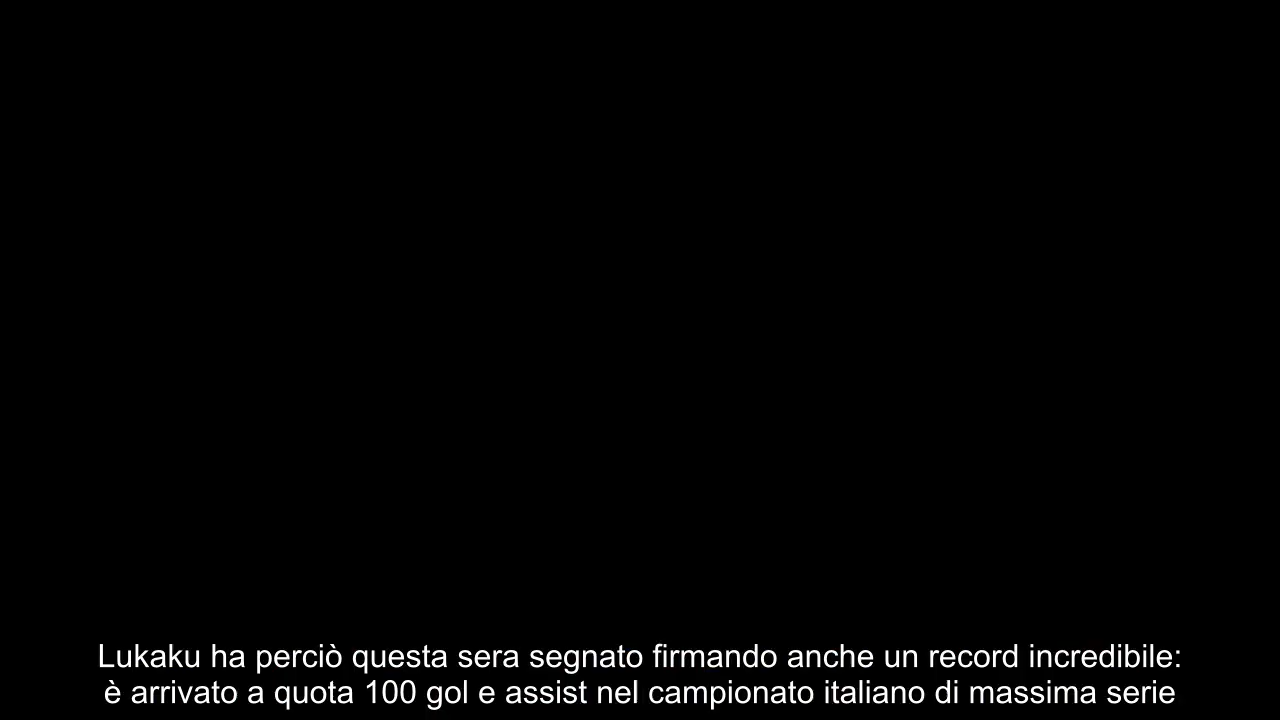 Lukaku ha perciò questa sera segnato firmando anche un record incredibile:
è arrivato a quota 100 gol e assist nel campionato italiano di massima serie